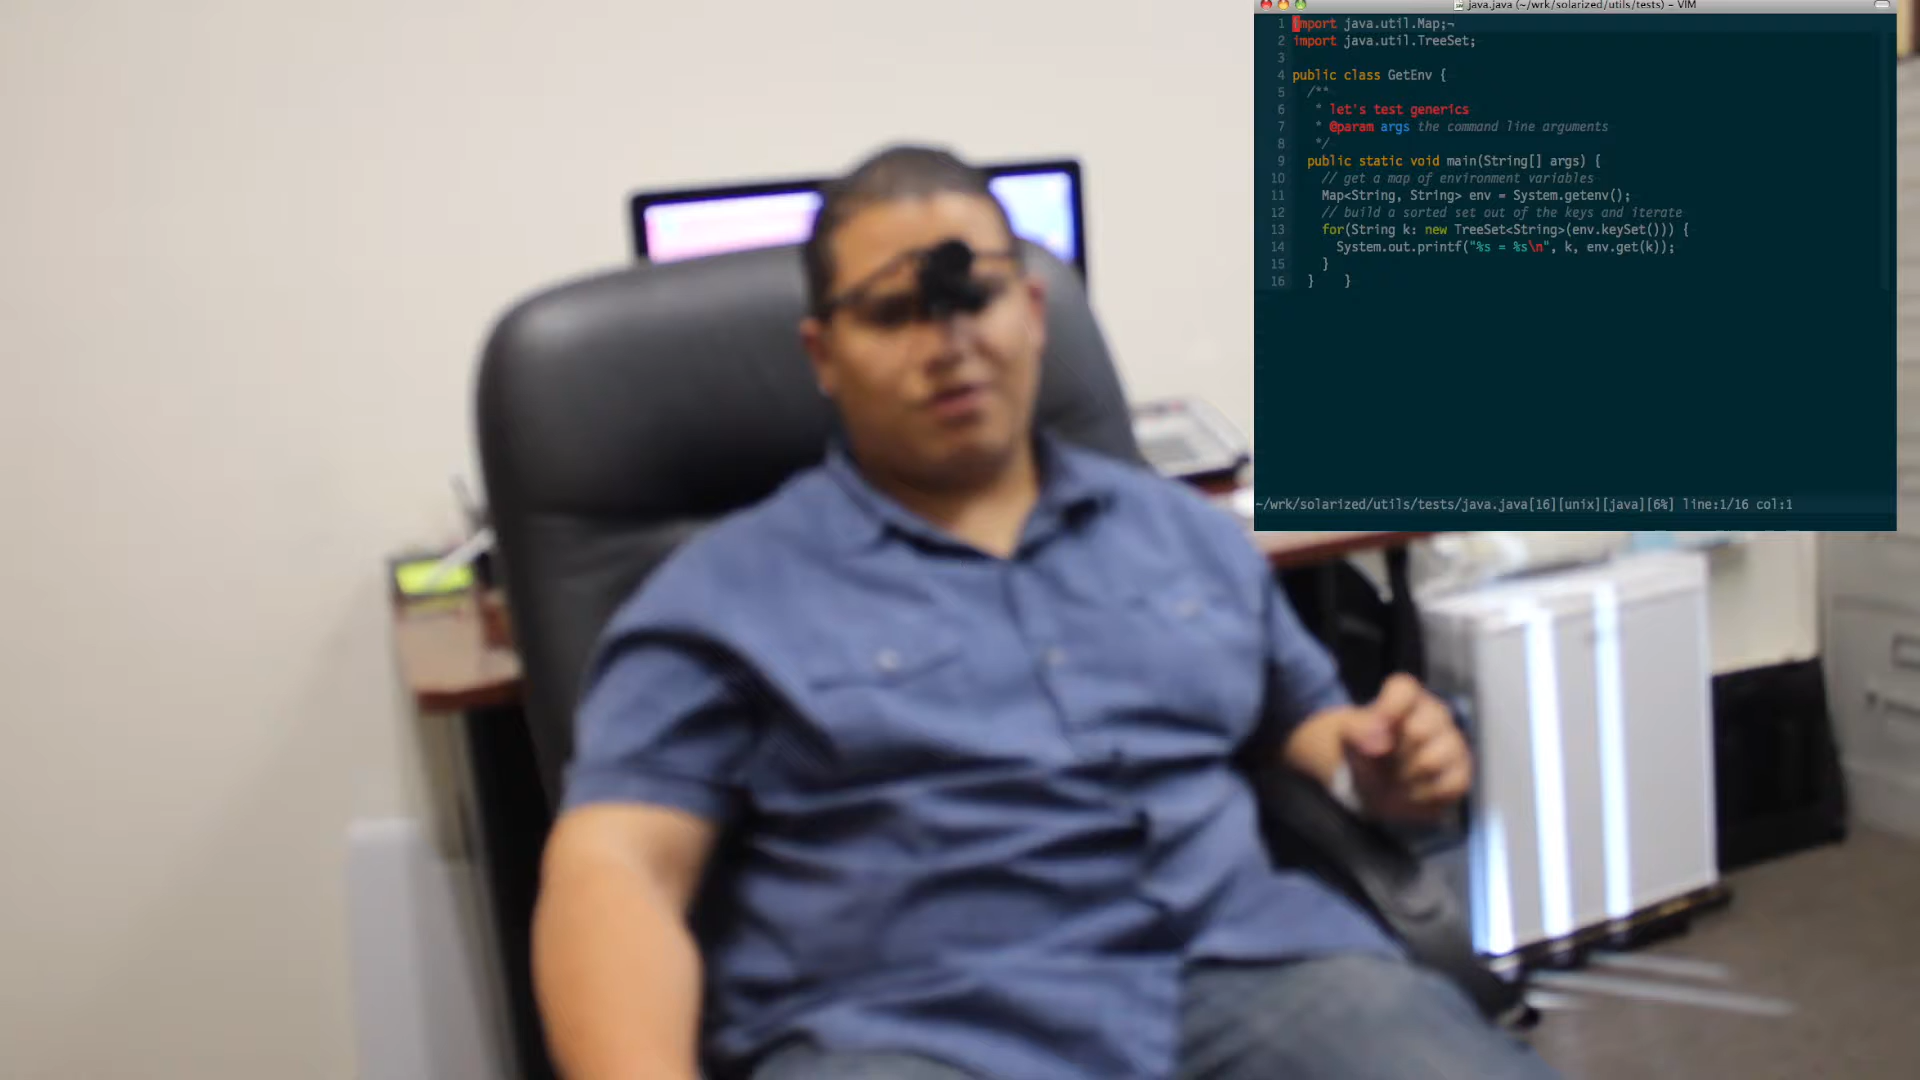 java.java (~/wrk/solarized/utils/tests) - VIM
1 import java.util.Map;¬
2 import java.util.TreeSet;
3
4 public class GetEnv {
5 /**
6 * let's test generics
7 * @param args the command line arguments
8 */
9 public static void main(String[] args) {
10 // get a map of environment variables
11 Map<String, String> env = System.getenv();
12 // build a sorted set out of the keys and iterate
13 for(String k: new TreeSet<String>(env.keySet())) {
14 System.out.printf("%s = %s\n", k, env.get(k));
15 }
16 } }
~/wrk/solarized/utils/tests/java.java[16][unix][java][6%] line:1/16 col:1